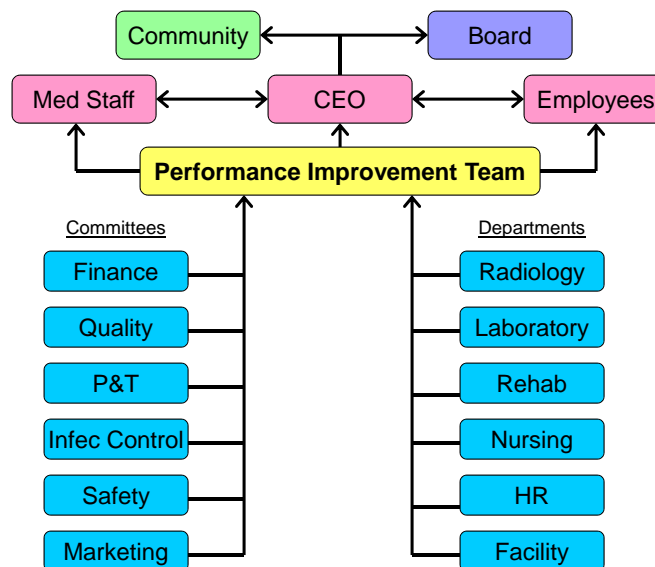 Community
Board
Med Staff
CEO
Employees
Performance Improvement Team
Committees
Departments
Finance
Radiology
Quality
Laboratory
P&T
Rehab
Infec Control
Nursing
Safety
HR
Marketing
Facility